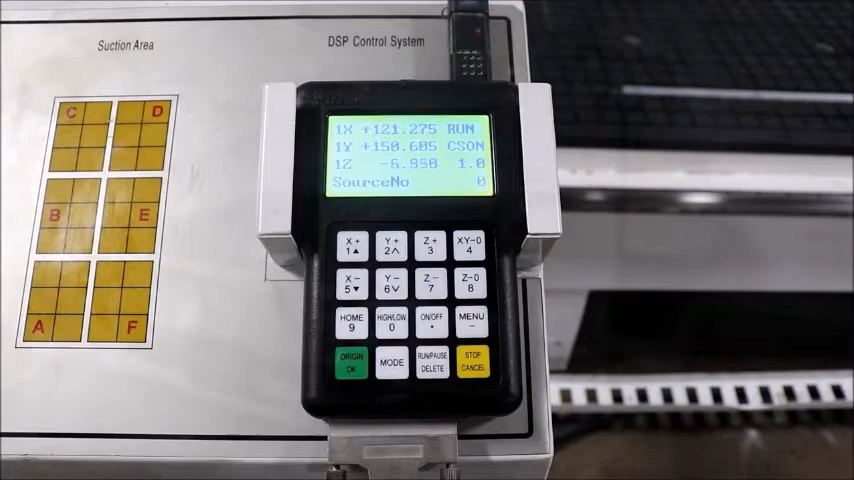 Suction Area
DSP Control System
C D
B E
A F
1X +121.275 RUN
1Y +150.605 CSON
1Z -6.950 1.0
SourceNo 0
X+ 1▲
Y+ 2∧
Z+ 3
XY-0 4
X- 5▼
Y- 6∨
Z- 7
Z-0 8
HOME 9
HIGH/LOW 0
ON/OFF •
MENU –
ORIGIN OK
MODE
RUN/PAUSE DELETE
STOP CANCEL